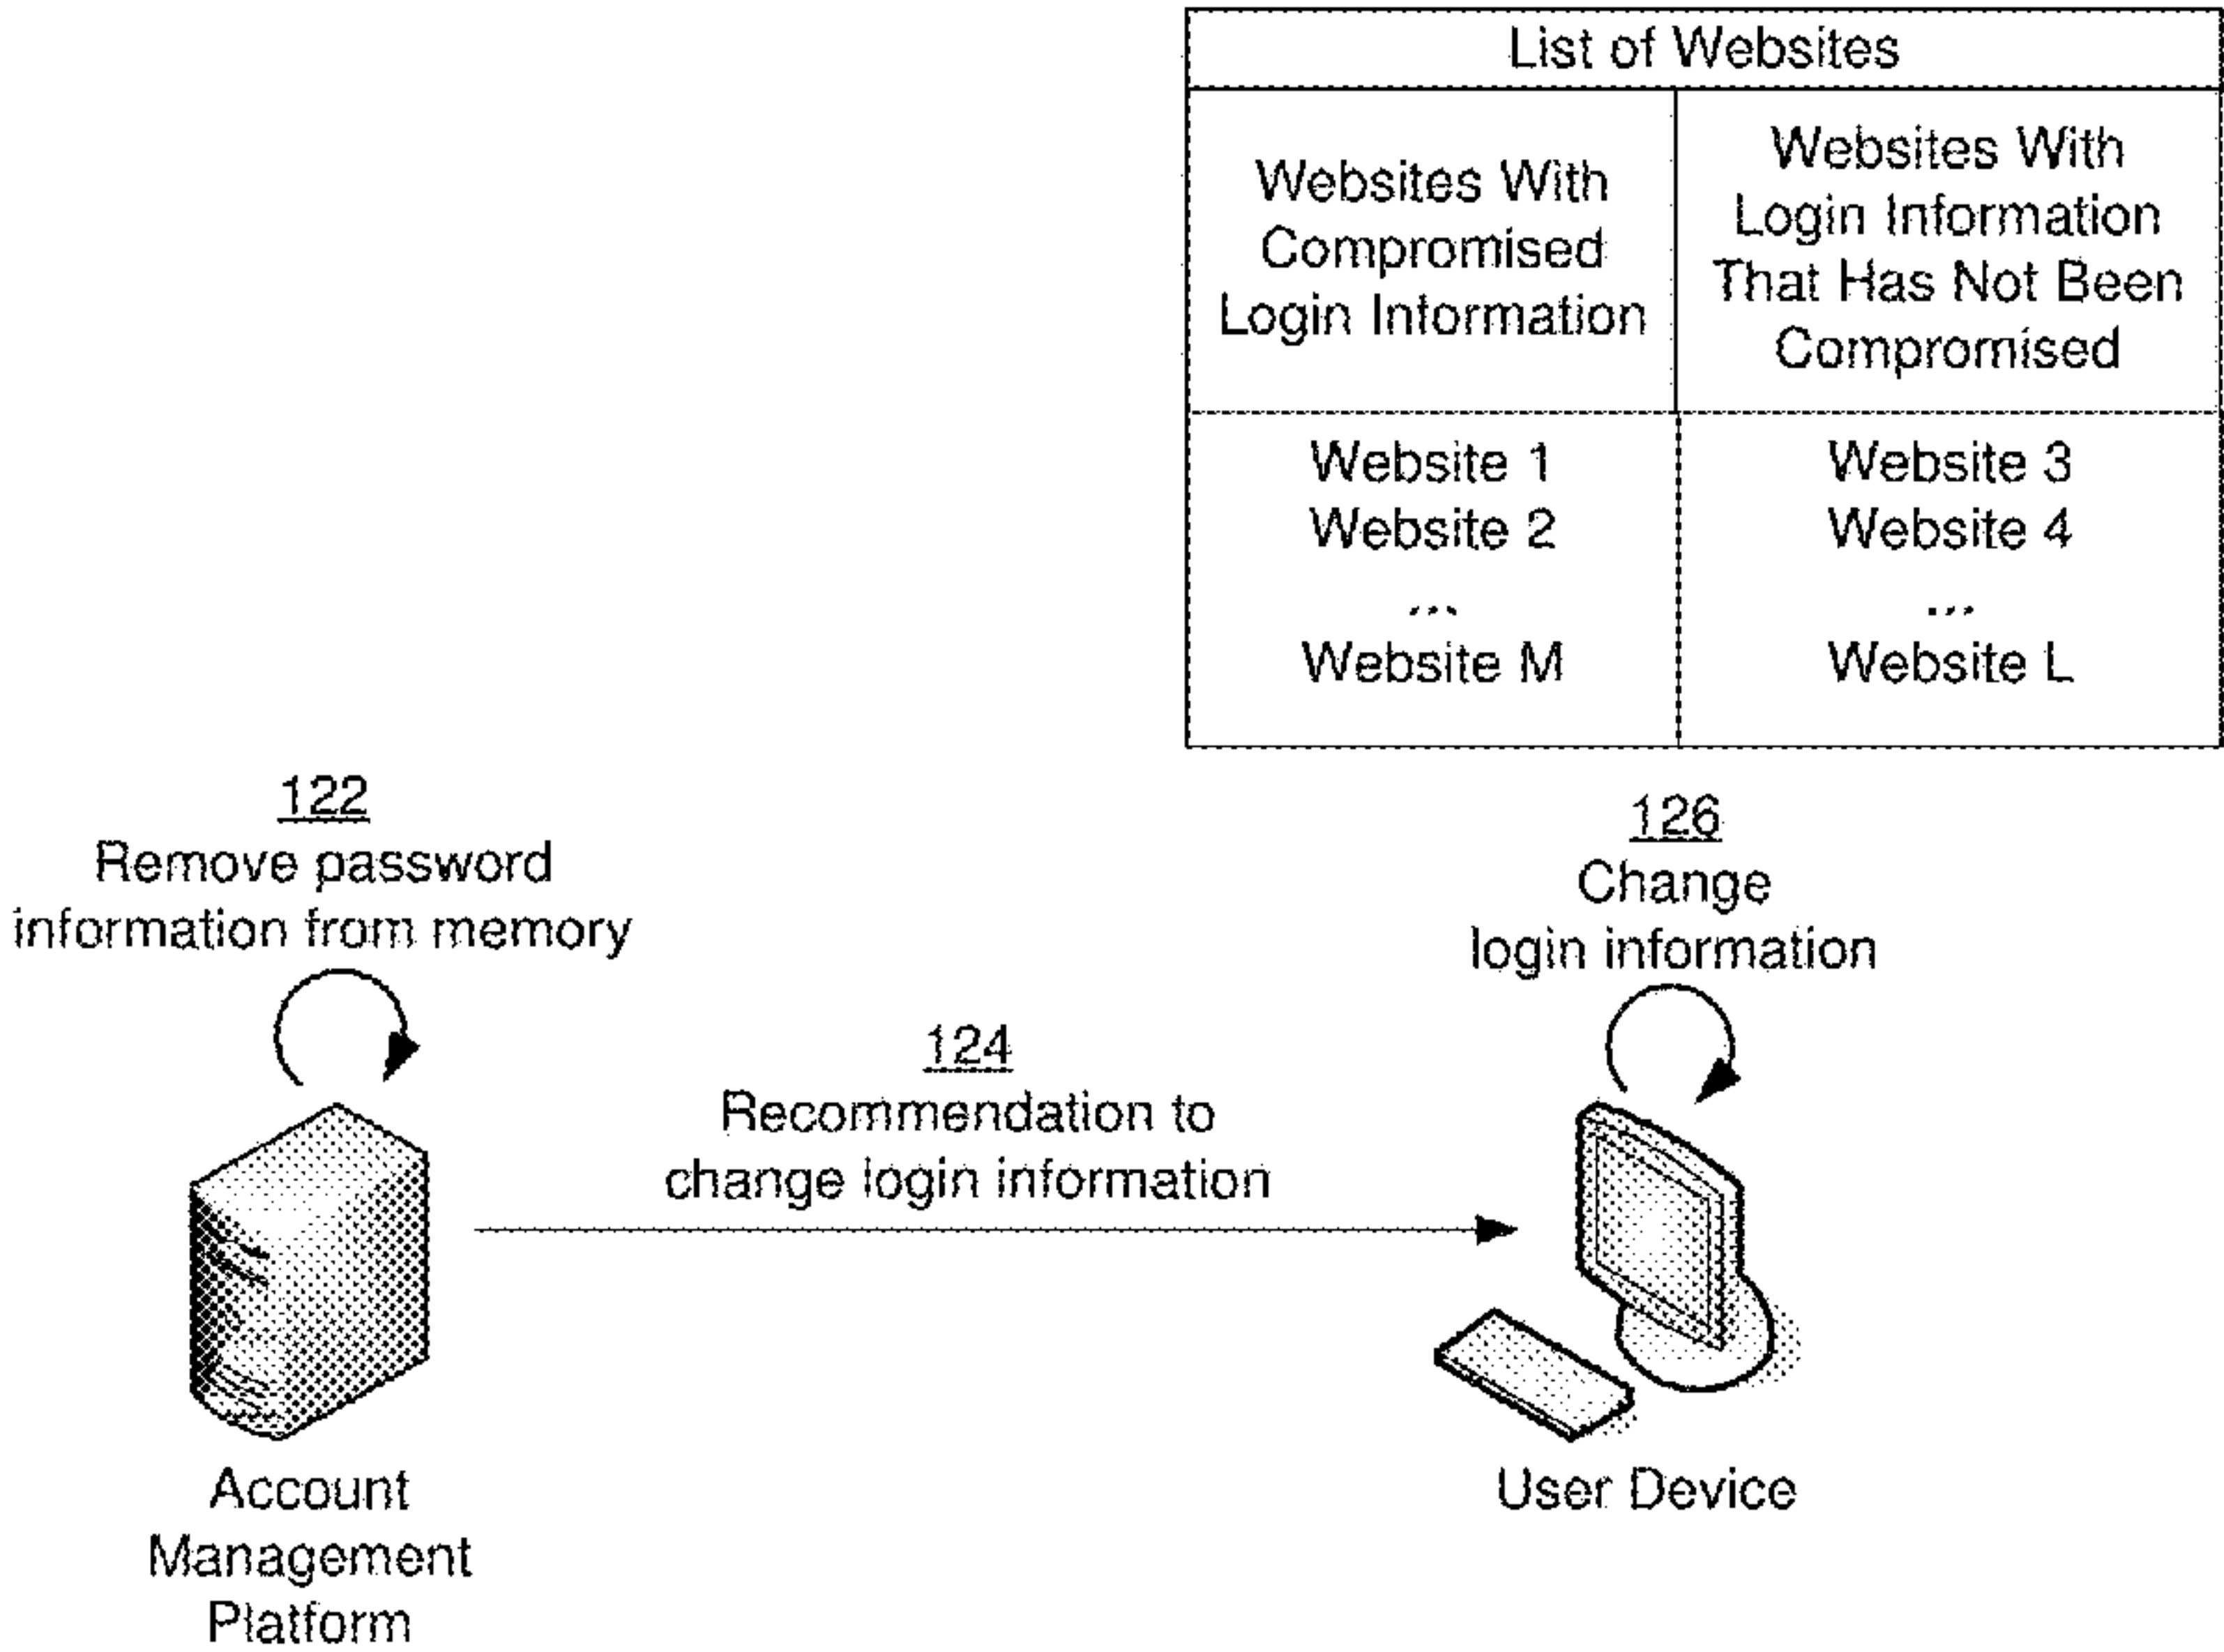 List of Websites
Websites With
Compromised
Login Information
Websites With
Login Information
That Has Not Been
Compromised
Website 1
Website 2
...
Website M
Website 3
Website 4
...
Website L
122
Remove password
information from memory
124
Recommendation to
change login information
126
Change
login information
Account
Management
Platform
User Device